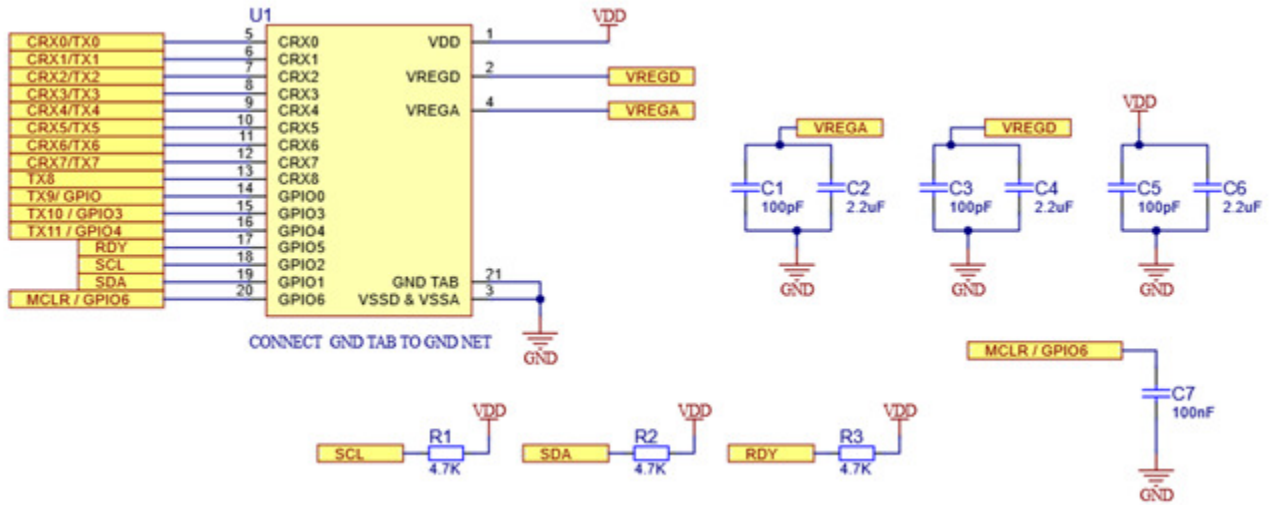 U1
VDD
CRX0/TX0 5 CRX0 VDD 1
CRX1/TX1 6 CRX1
CRX2/TX2 7 CRX2 VREGD 2 VREGD
CRX3/TX3 8 CRX3
CRX4/TX4 9 CRX4 VREGA 4 VREGA
CRX5/TX5 10 CRX5
CRX6/TX6 11 CRX6
CRX7/TX7 12 CRX7
TX8 13 CRX8
TX9/ GPIO 14 GPIO0
TX10 / GPIO3 15 GPIO3
TX11 / GPIO4 16 GPIO4
RDY 17 GPIO5
SCL 18 GPIO2
SDA 19 GPIO1 GND TAB 21
MCLR / GPIO6 20 GPIO6 VSSD & VSSA 3
CONNECT GND TAB TO GND NET
GND
VREGA
C1
100pF
C2
2.2uF
GND
VREGD
C3
100pF
C4
2.2uF
GND
VDD
C5
100pF
C6
2.2uF
GND
MCLR / GPIO6
C7
100nF
GND
VDD
SCL R1
4.7K
VDD
SDA R2
4.7K
VDD
RDY R3
4.7K